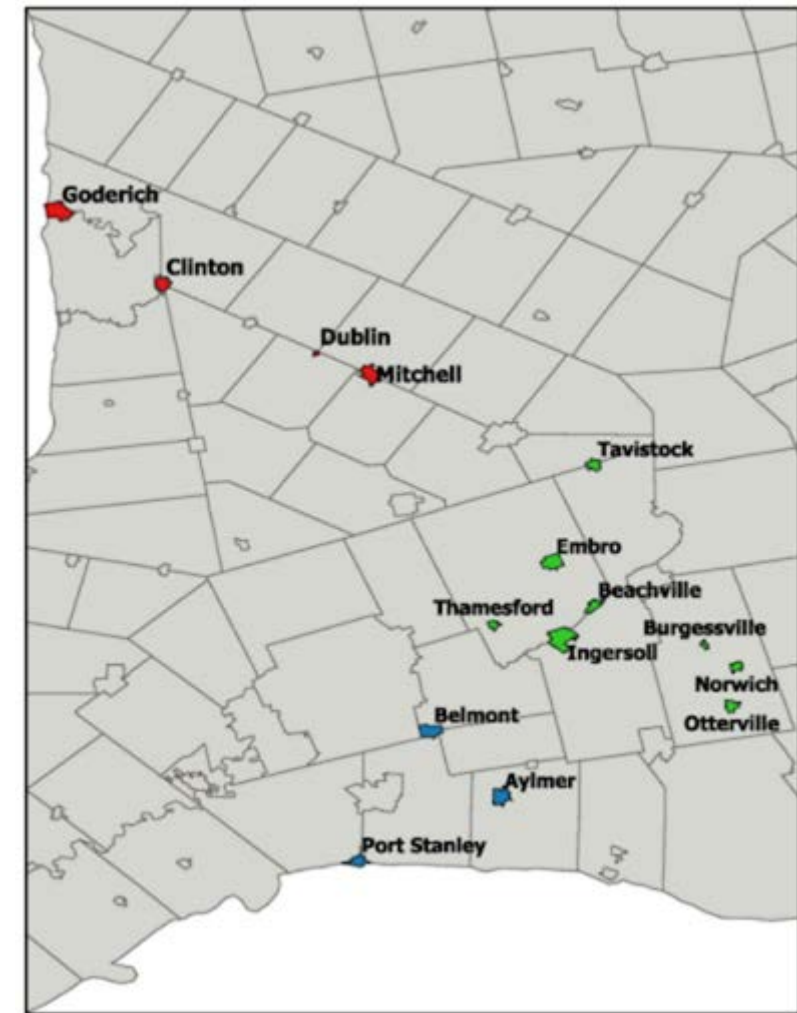 Goderich
Clinton
Dublin
Mitchell
Tavistock
Embro
Beachville
Thamesford
Burgessville
Ingersoll
Norwich
Otterville
Belmont
Aylmer
Port Stanley